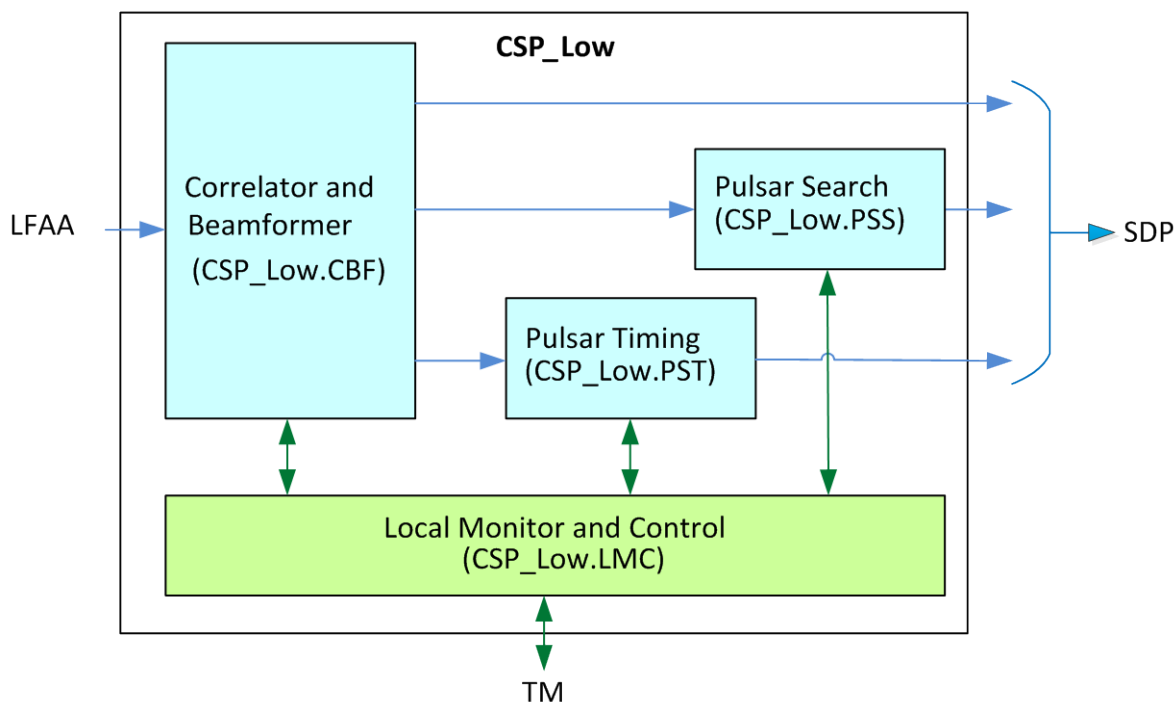 CSP_Low
Correlator and
Beamformer
(CSP_Low.CBF)
LFAA
Pulsar Search
(CSP_Low.PSS)
SDP
Pulsar Timing
(CSP_Low.PST)
Local Monitor and Control
(CSP_Low.LMC)
TM